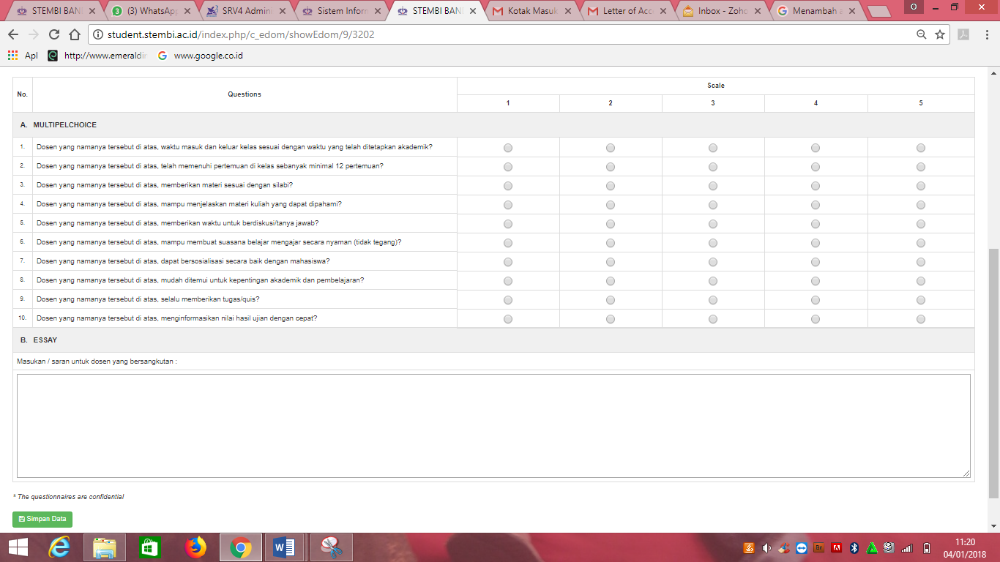 STEMBI BAN
(3) WhatsApp
SRV4 Admini
Sistem Inform
STEMBI BAN
Kotak Masuk
Letter of Acc
Inbox - Zoho
Menambah a
student.stembi.ac.id/index.php/c_edom/showEdom/9/3202
Apl http://www.emeraldin www.google.co.id
No. Questions Scale
1 2 3 4 5
A. MULTIPELCHOICE
1. Dosen yang namanya tersebut di atas, waktu masuk dan keluar kelas sesuai dengan waktu yang telah ditetapkan akademik?
2. Dosen yang namanya tersebut di atas, telah memenuhi pertemuan di kelas sebanyak minimal 12 pertemuan?
3. Dosen yang namanya tersebut di atas, memberikan materi sesuai dengan silabi?
4. Dosen yang namanya tersebut di atas, mampu menjelaskan materi kuliah yang dapat dipahami?
5. Dosen yang namanya tersebut di atas, memberikan waktu untuk berdiskusi/tanya jawab?
6. Dosen yang namanya tersebut di atas, mampu membuat suasana belajar mengajar secara nyaman (tidak tegang)?
7. Dosen yang namanya tersebut di atas, dapat bersosialisasi secara baik dengan mahasiswa?
8. Dosen yang namanya tersebut di atas, mudah ditemui untuk kepentingan akademik dan pembelajaran?
9. Dosen yang namanya tersebut di atas, selalu memberikan tugas/quis?
10. Dosen yang namanya tersebut di atas, menginformasikan nilai hasil ujian dengan cepat?
B. ESSAY
Masukan / saran untuk dosen yang bersangkutan :
* The questionnaires are confidential
Simpan Data
11:20
04/01/2018